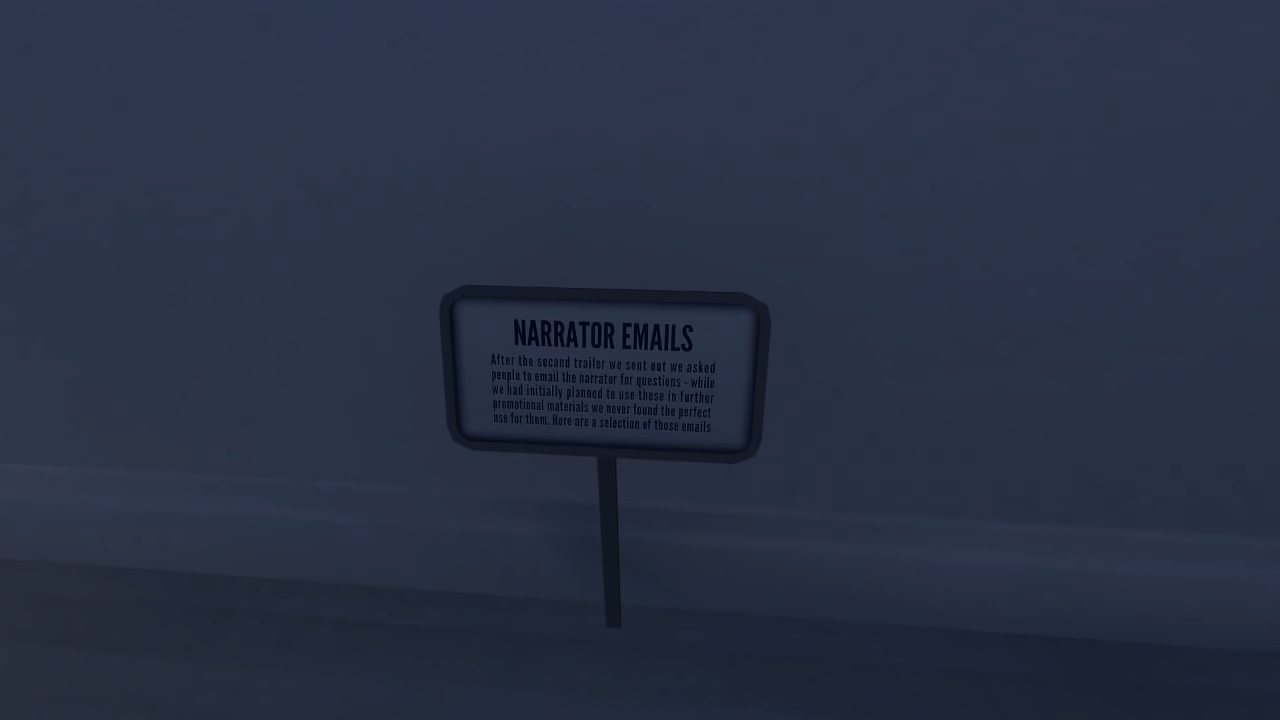 NARRATOR EMAILS
After the second trailer we sent out we asked
people to email the narrator for questions - while
we had initially planned to use these in further
promotional materials we never found the perfect
use for them. Here are a selection of those emails.